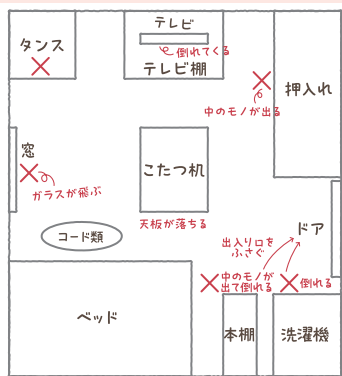 タンス
テレビ
倒れてくる
テレビ棚
押入れ
中のモノが出る
窓
ガラスが飛ぶ
こたつ机
天板が落ちる
コード類
出入り口を
ふさぐ
ドア
中のモノが
出て倒れる
倒れる
ベッド
本棚
洗濯機